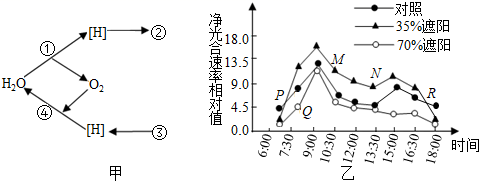 ① [H] ②
H₂O O₂
④ [H] ③
甲
净光合速率相对值
18.0
13.5
9.0
4.5
0.0
对照
35%遮阳
70%遮阳
P
Q
M
N
R
6:00
7:30
9:00
10:30
12:00
13:30
15:00
16:30
18:00
时间
乙